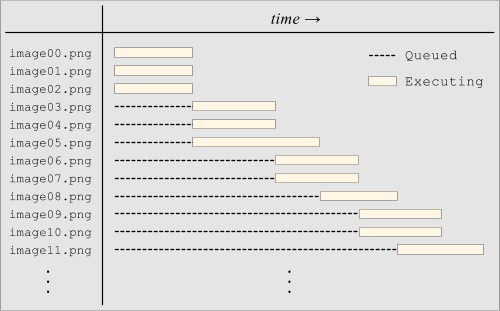 time →
image00.png
image01.png
image02.png
image03.png
image04.png
image05.png
image06.png
image07.png
image08.png
image09.png
image10.png
image11.png
Queued
Executing